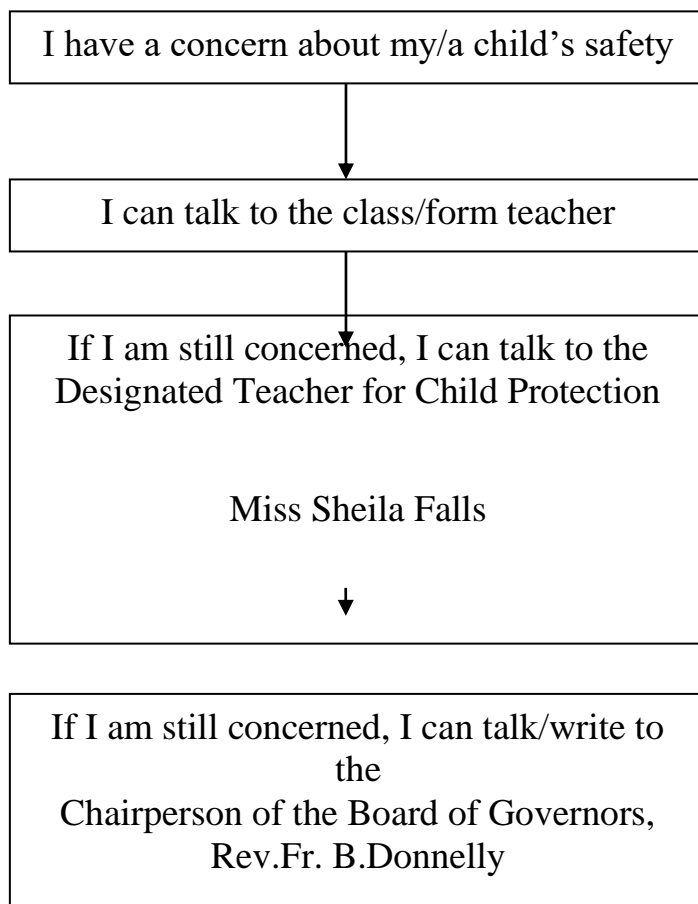 I have a concern about my/a child’s safety
I can talk to the class/form teacher
If I am still concerned, I can talk to the
Designated Teacher for Child Protection
Miss Sheila Falls
If I am still concerned, I can talk/write to
the
Chairperson of the Board of Governors,
Rev.Fr. B.Donnelly